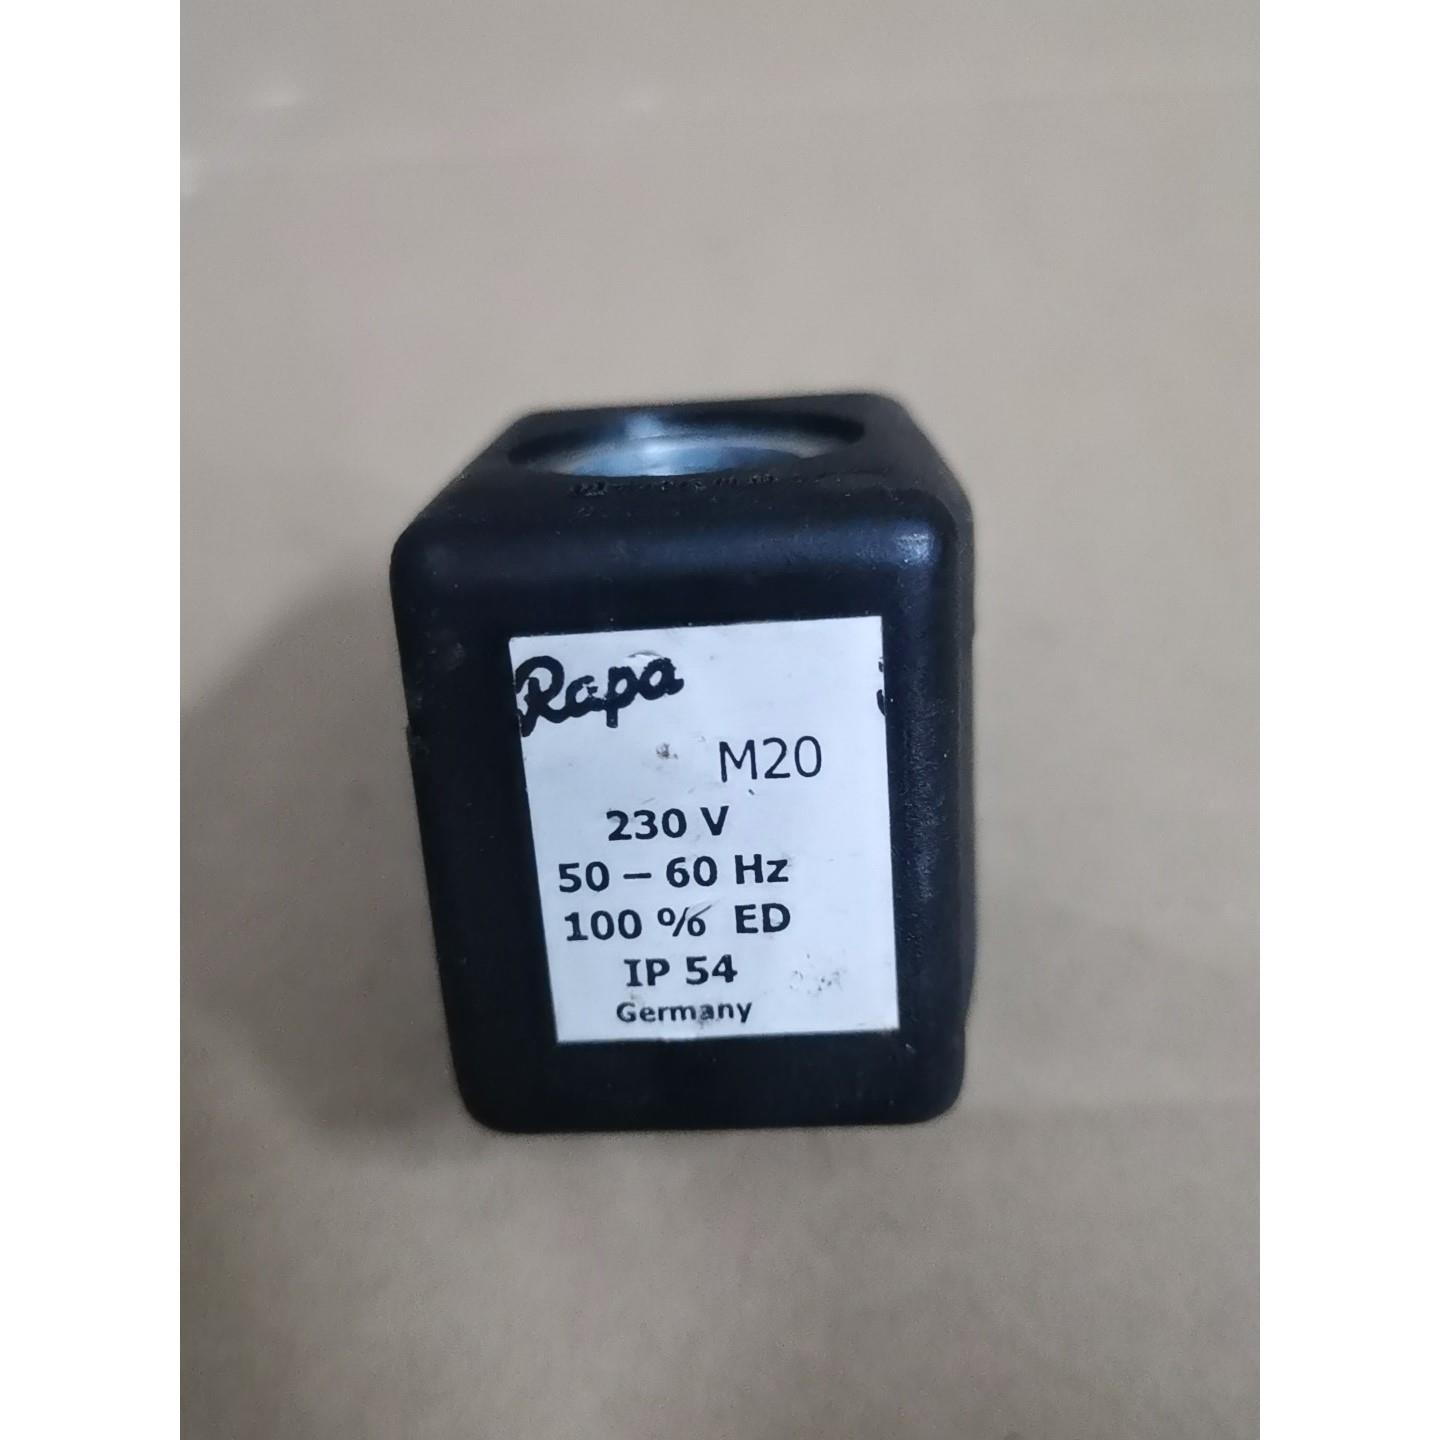 Rapa
M20
230 V
50 – 60 Hz
100 % ED
IP 54
Germany